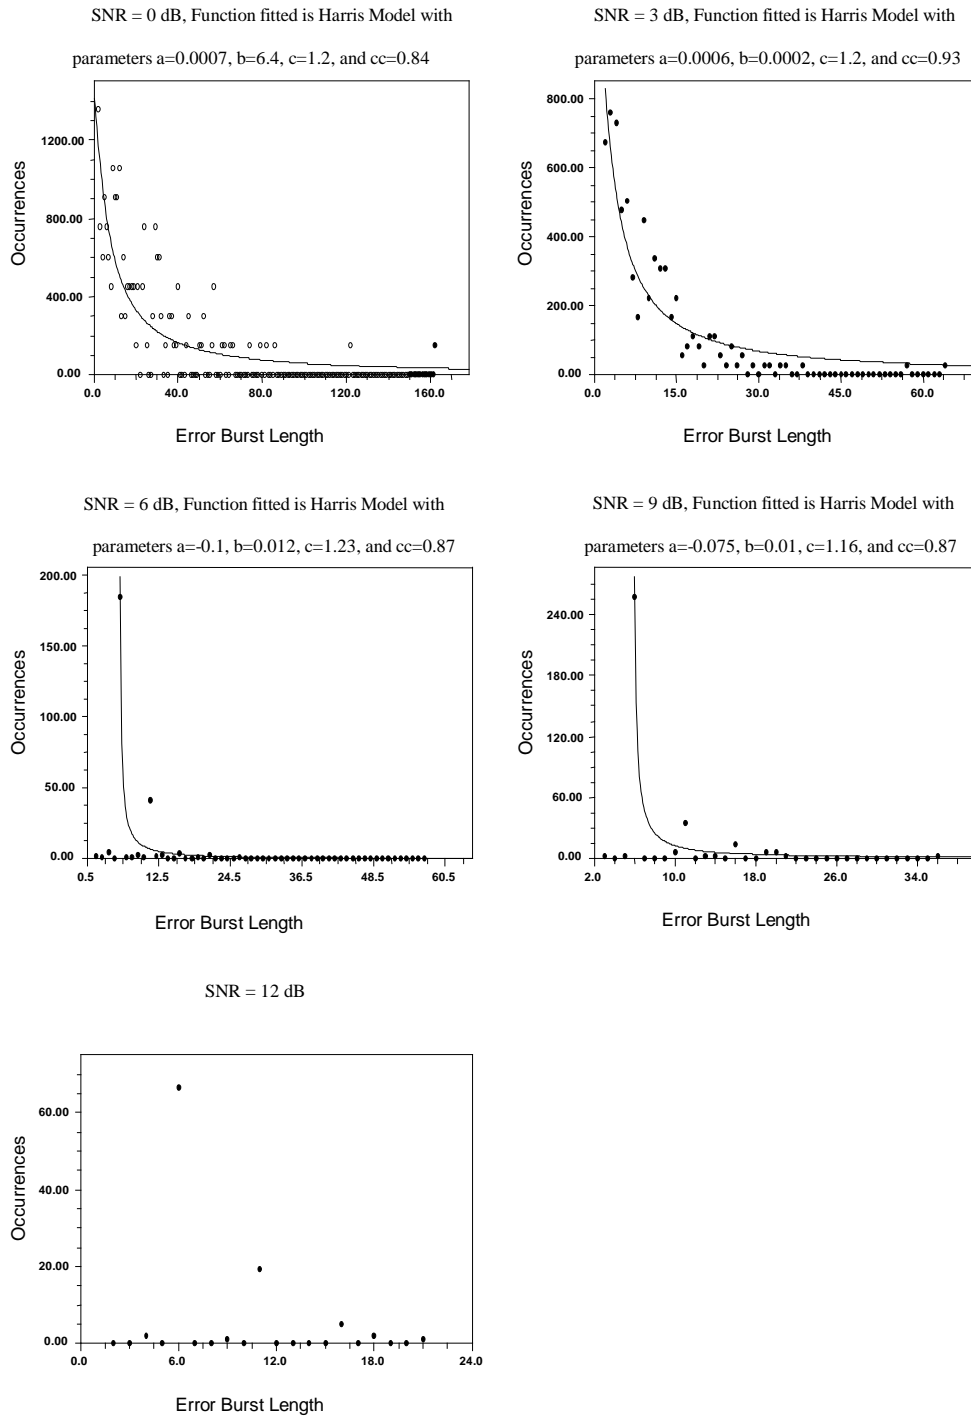 SNR = 0 dB, Function fitted is Harris Model with
parameters a=0.0007, b=6.4, c=1.2, and cc=0.84
1200.00
800.00
400.00
0.00
Occurrences
0.0 40.0 80.0 120.0 160.0
Error Burst Length
SNR = 3 dB, Function fitted is Harris Model with
parameters a=0.0006, b=0.0002, c=1.2, and cc=0.93
800.00
600.00
400.00
200.00
0.00
Occurrences
0.0 15.0 30.0 45.0 60.0
Error Burst Length
SNR = 6 dB, Function fitted is Harris Model with
parameters a=-0.1, b=0.012, c=1.23, and cc=0.87
200.00
150.00
100.00
50.00
0.00
Occurrences
0.5 12.5 24.5 36.5 48.5 60.5
Error Burst Length
SNR = 9 dB, Function fitted is Harris Model with
parameters a=-0.075, b=0.01, c=1.16, and cc=0.87
240.00
180.00
120.00
60.00
0.00
Occurrences
2.0 10.0 18.0 26.0 34.0
Error Burst Length
SNR = 12 dB
60.00
40.00
20.00
0.00
Occurrences
0.0 6.0 12.0 18.0 24.0
Error Burst Length